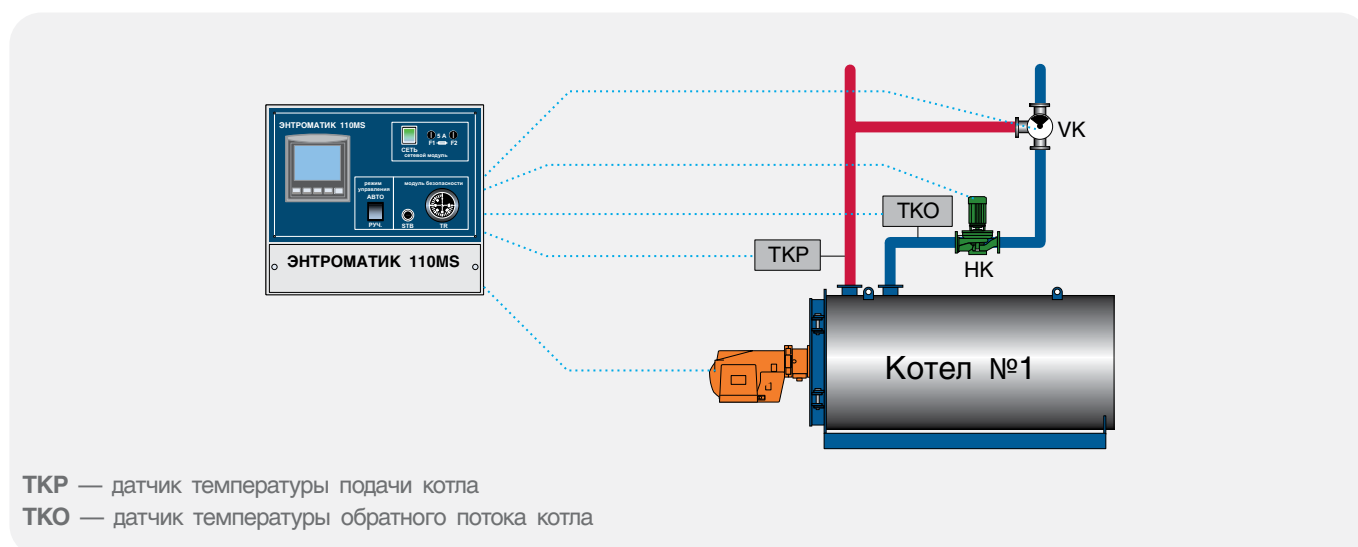 ЭНТРОМАТИК 110MS
5 А
F1 F2
СЕТЬ
сетевой модуль
режим
управления
АВТО
РУЧ.
модуль безопасности
STB TR
ЭНТРОМАТИК 110MS
VK
ТКО
НК
ТКР
Котел №1
ТКР — датчик температуры подачи котла
ТКО — датчик температуры обратного потока котла